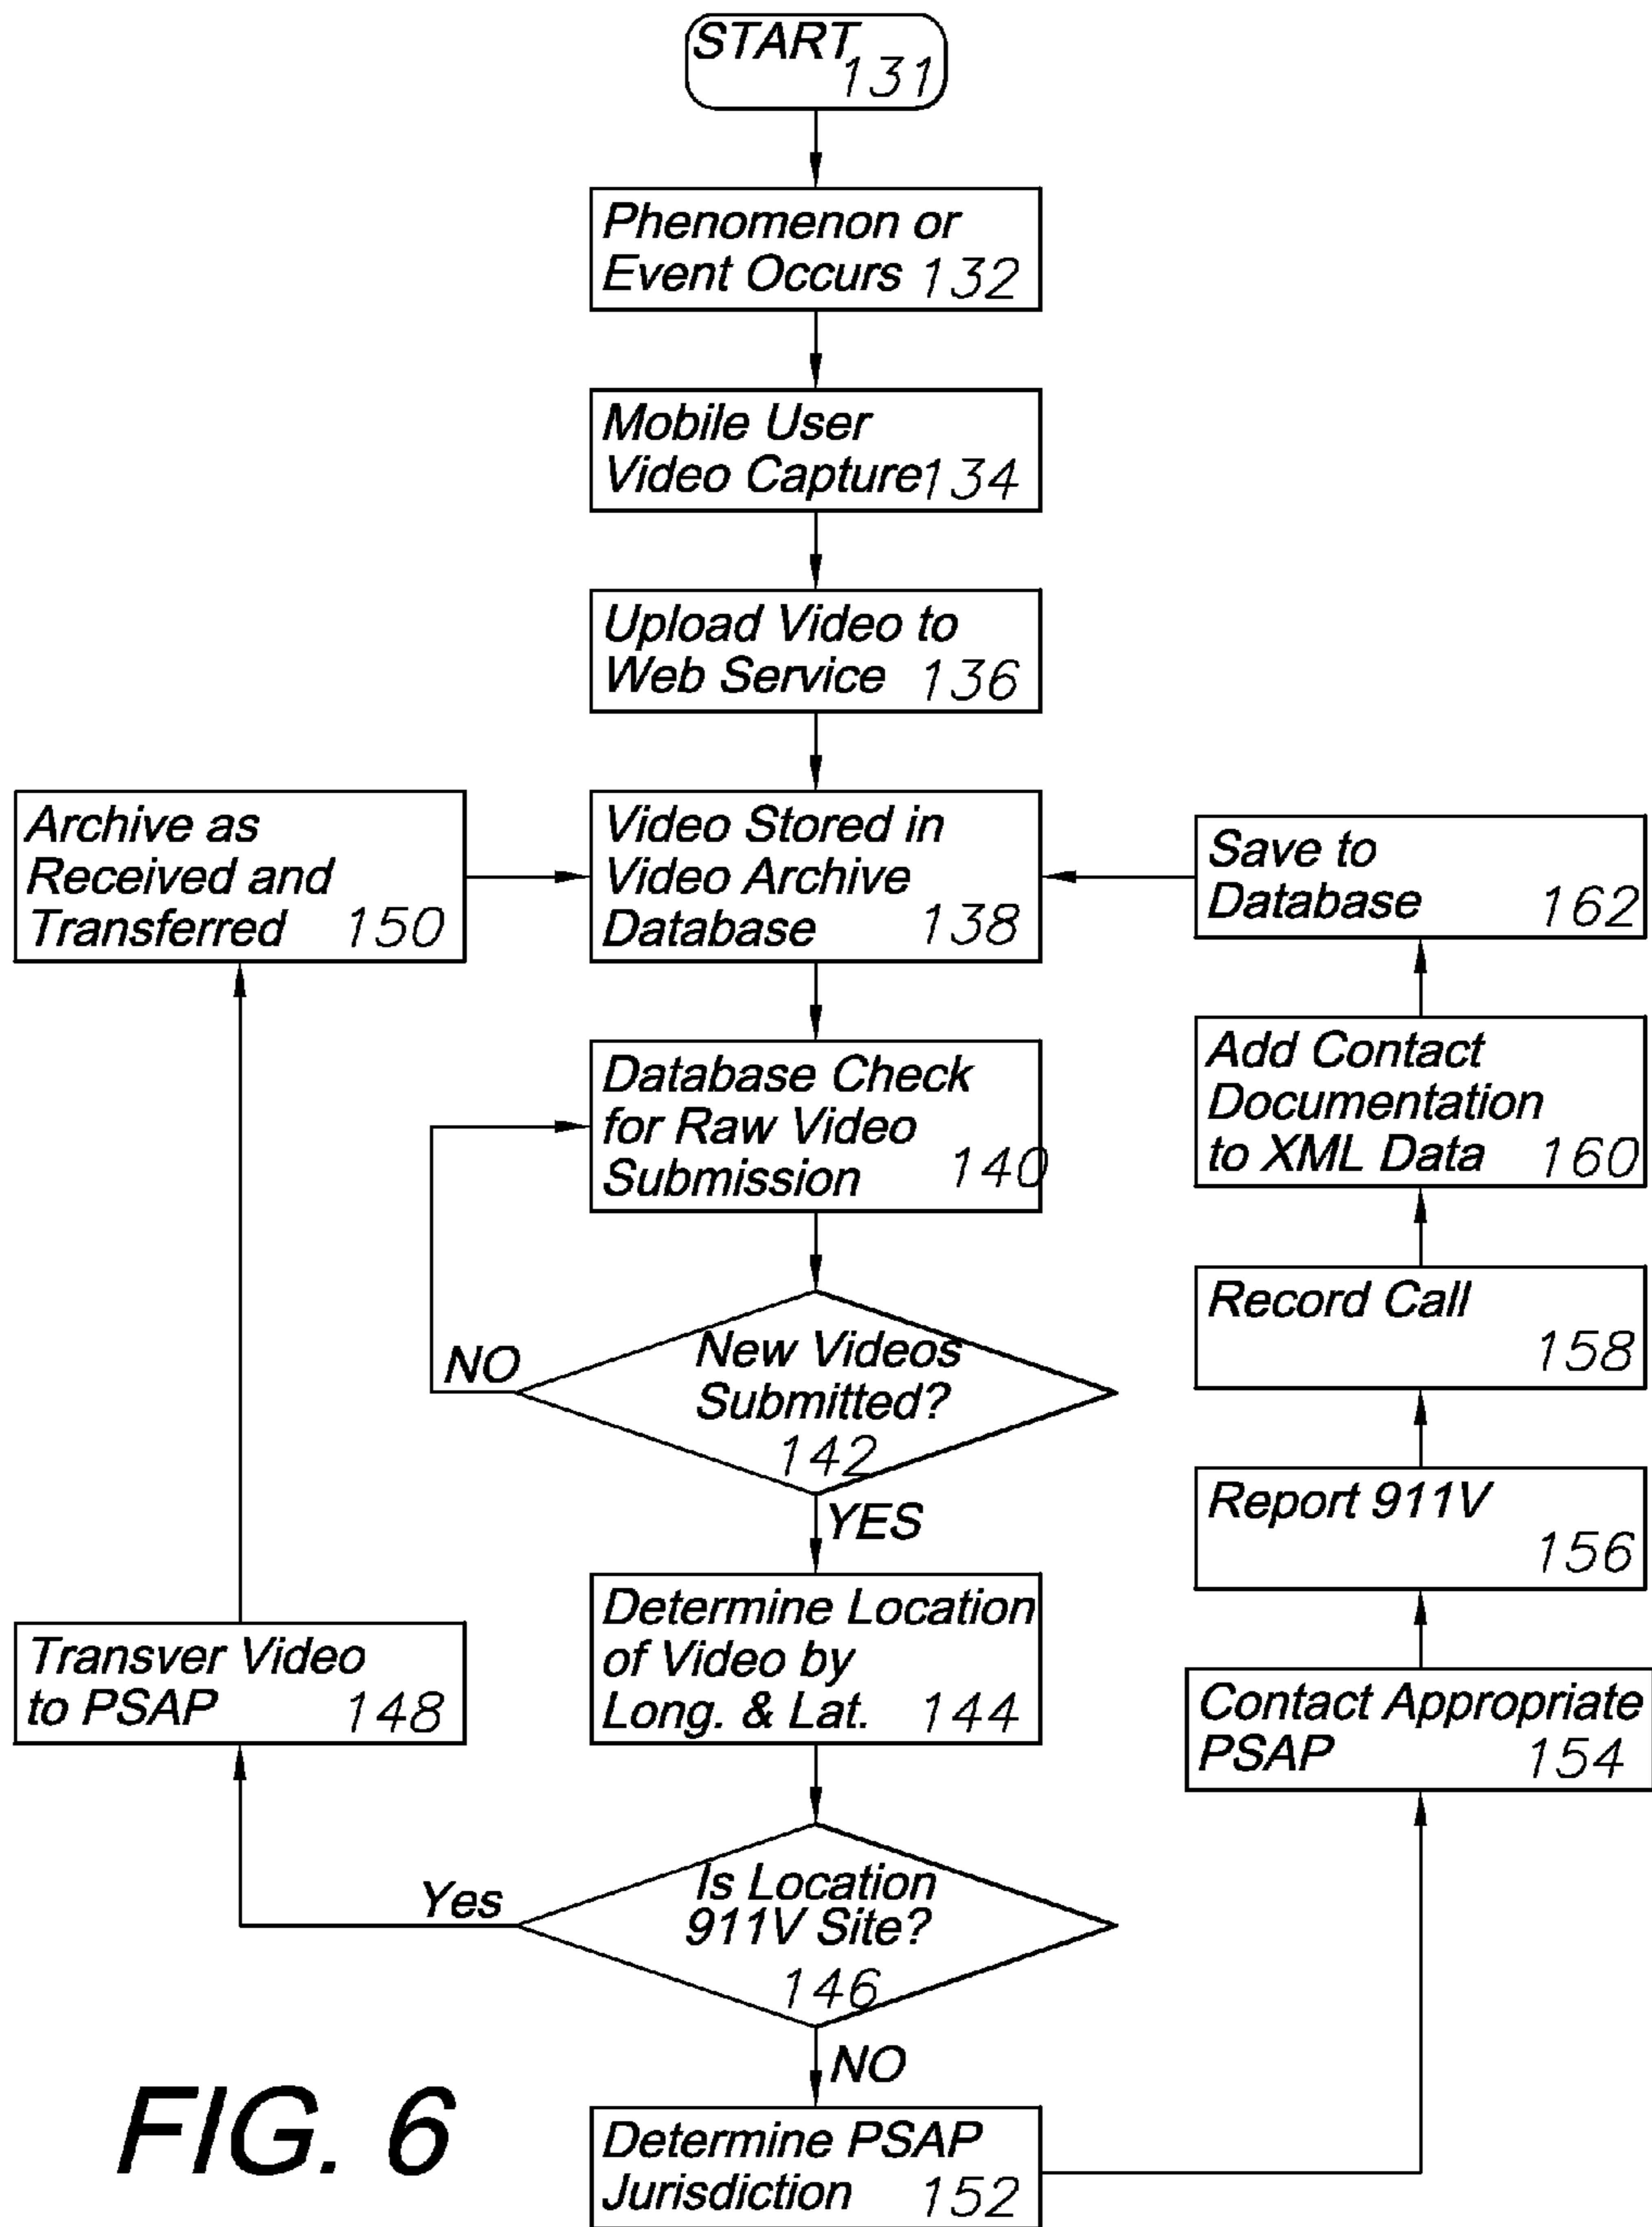 START
131
Phenomenon or
Event Occurs 132
Mobile User
Video Capture 134
Upload Video to
Web Service 136
Archive as
Received and
Transferred 150
Video Stored in
Video Archive
Database 138
Save to
Database 162
Database Check
for Raw Video
Submission 140
Add Contact
Documentation
to XML Data 160
Record Call
158
NO
New Videos
Submitted?
142
YES
Report 911V
156
Determine Location
of Video by
Long. & Lat. 144
Transver Video
to PSAP 148
Contact Appropriate
PSAP 154
Yes
Is Location
911V Site?
146
NO
Determine PSAP
Jurisdiction 152
FIG. 6